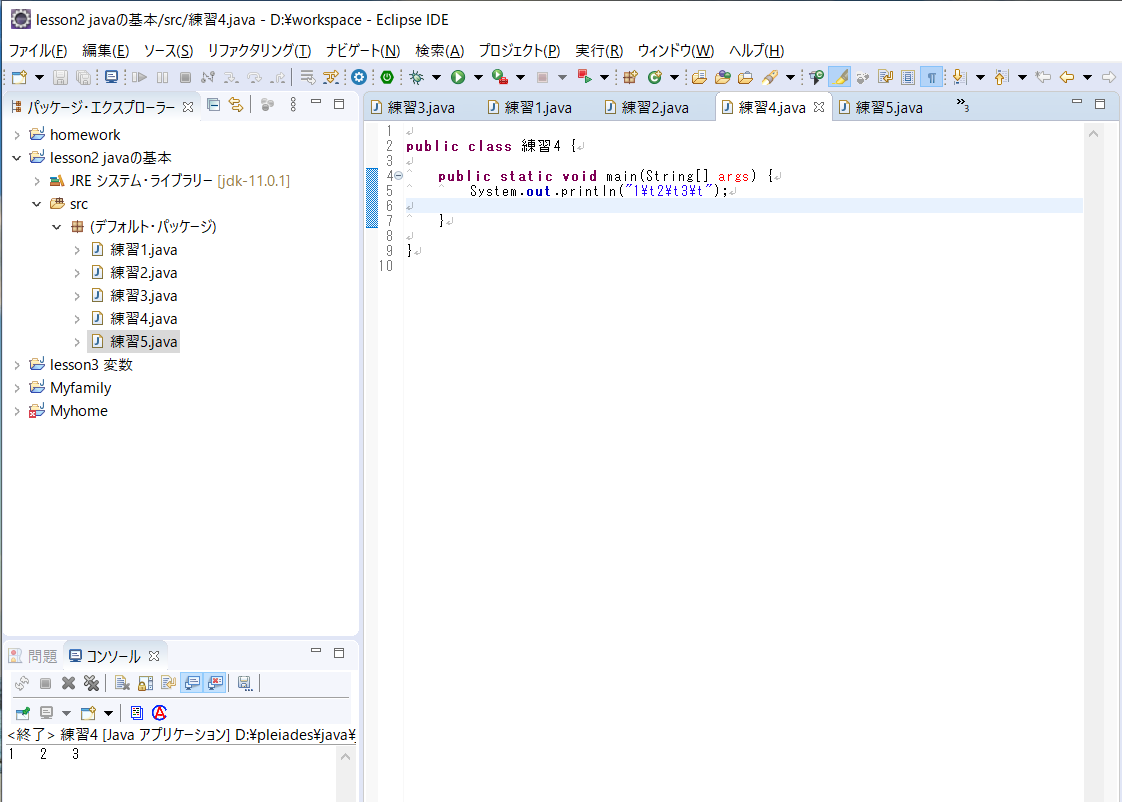 lesson2 javaの基本/src/練習4.java - D:¥workspace - Eclipse IDE
ファイル(F) 編集(E) ソース(S) リファクタリング(T) ナビゲート(N) 検索(A) プロジェクト(P) 実行(R) ウィンドウ(W) ヘルプ(H)
パッケージ・エクスプローラー
homework
lesson2 javaの基本
JRE システム・ライブラリー [jdk-11.0.1]
src
(デフォルト・パッケージ)
練習1.java
練習2.java
練習3.java
練習4.java
練習5.java
lesson3 変数
Myfamily
Myhome
練習3.java 練習1.java 練習2.java 練習4.java 練習5.java »3
1
2 public class 練習4 {
3
4 public static void main(String[] args) {
5 System.out.println("1¥t2¥t3¥t");
6
7 }
8
9 }
10
問題 コンソール
<終了> 練習4 [Java アプリケーション] D:¥pleiades¥java¥
1 2 3